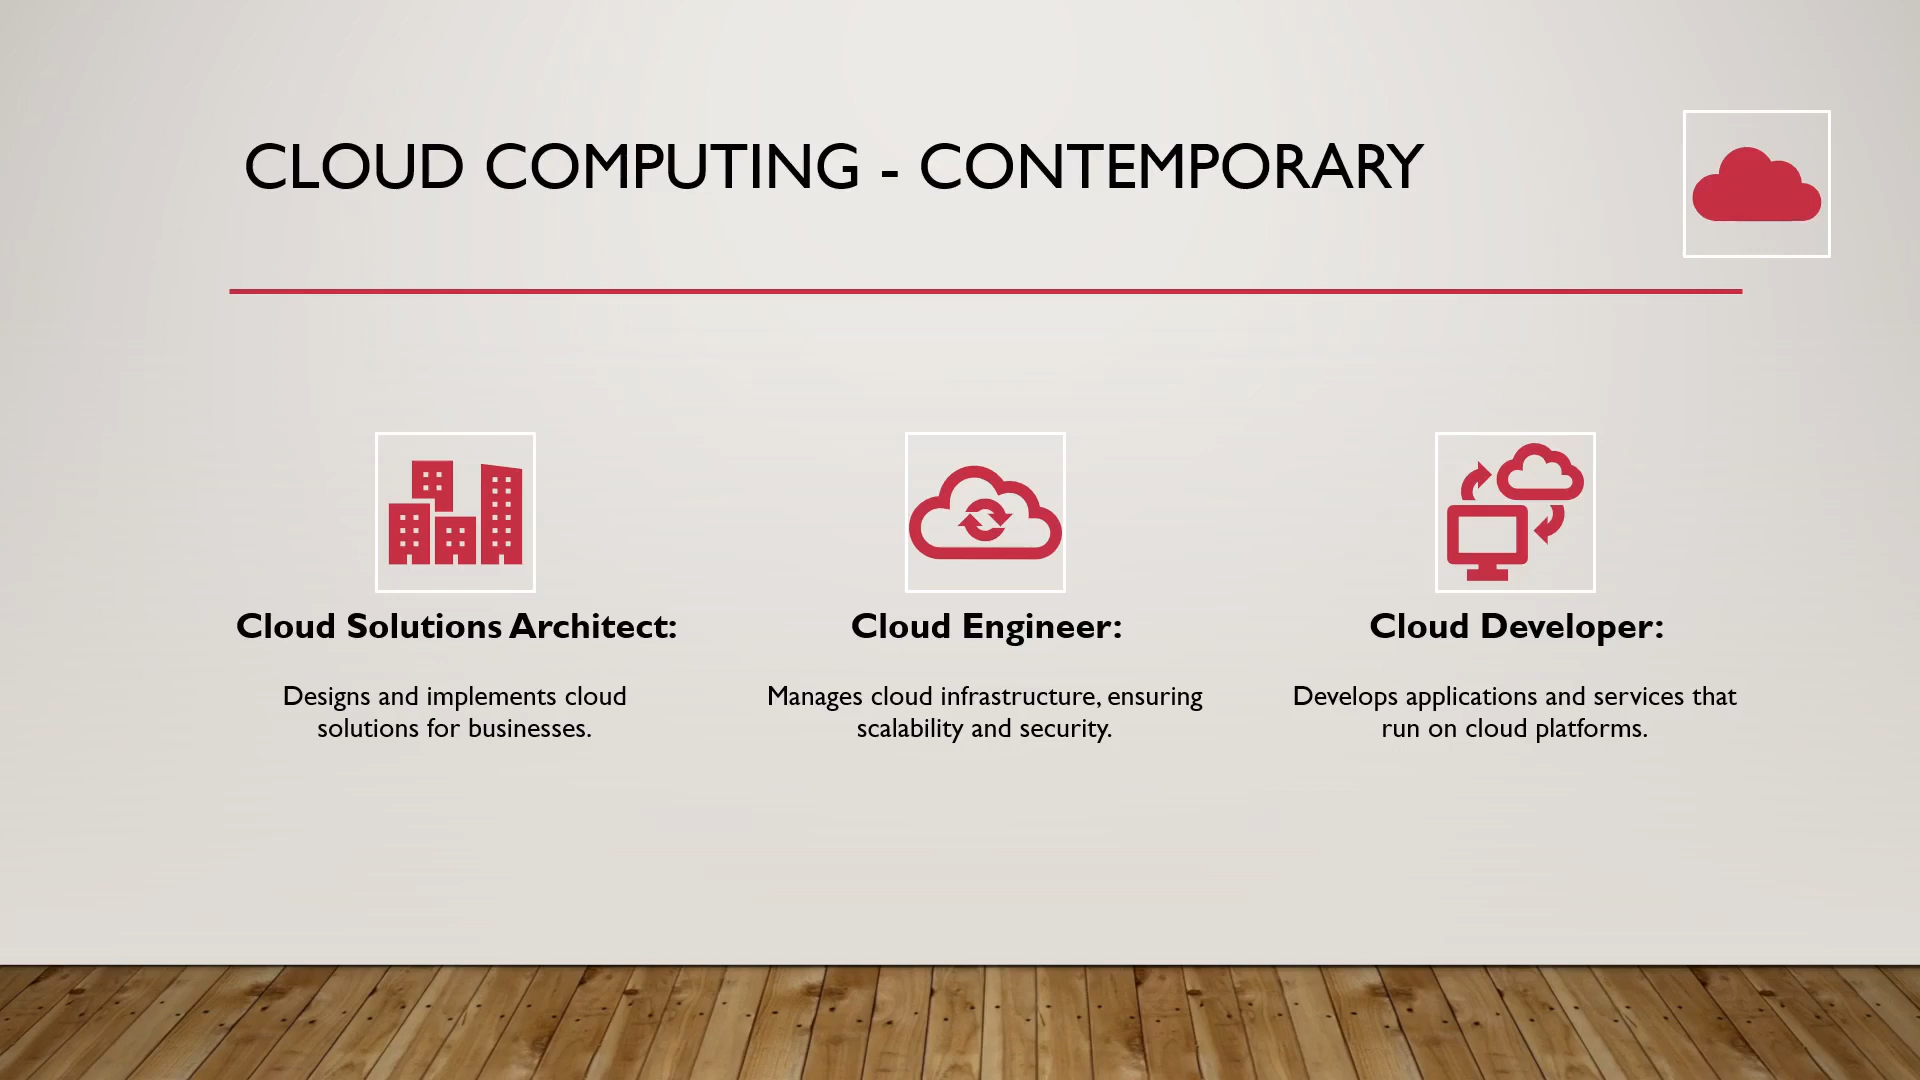 CLOUD COMPUTING - CONTEMPORARY
Cloud Solutions Architect:
Designs and implements cloud
solutions for businesses.
Cloud Engineer:
Manages cloud infrastructure, ensuring
scalability and security.
Cloud Developer:
Develops applications and services that
run on cloud platforms.